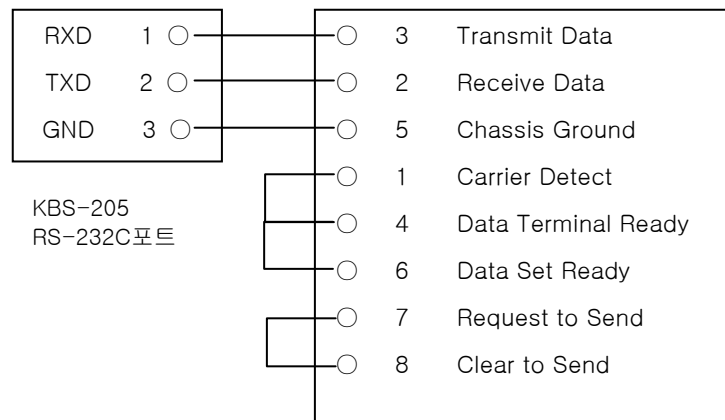 RXD 1 3 Transmit Data
TXD 2 2 Receive Data
GND 3 5 Chassis Ground
1 Carrier Detect
KBS-205
RS-232C포트
4 Data Terminal Ready
6 Data Set Ready
7 Request to Send
8 Clear to Send